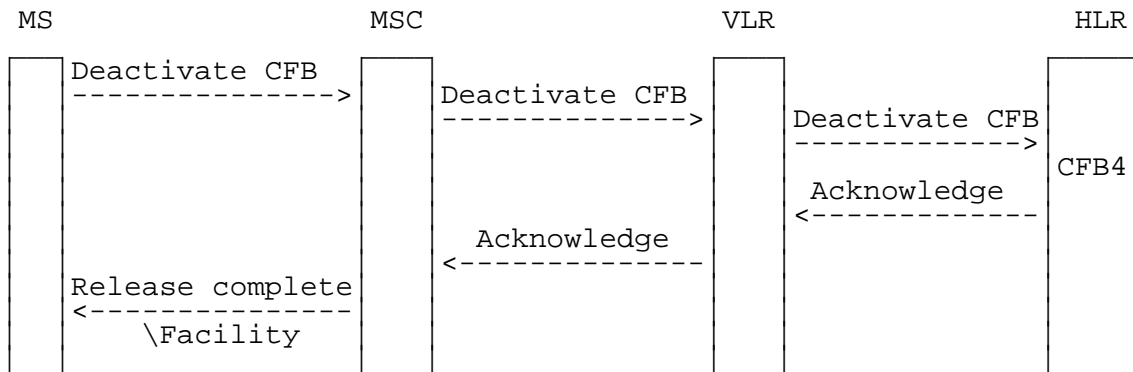 MS MSC VLR HLR
Deactivate CFB
Deactivate CFB
Deactivate CFB
CFB4
Acknowledge
Acknowledge
Release complete
\Facility